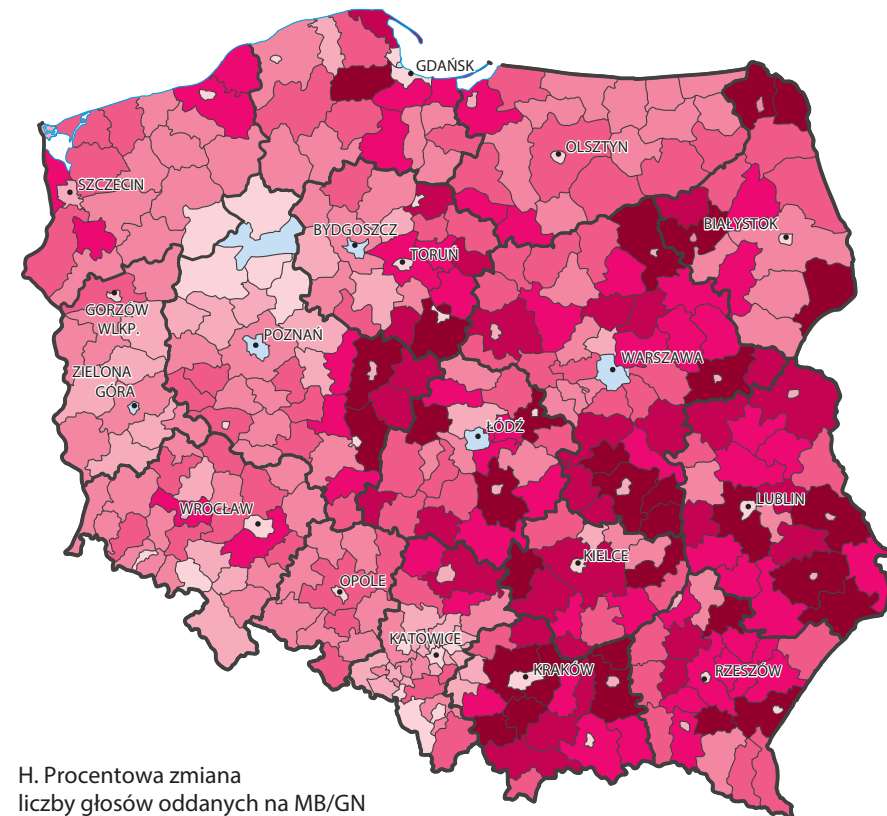 GDAŃSK
OLSZTYN
SZCZECIN
BIAŁYSTOK
BYDGOSZCZ
TORUŃ
GORZÓW
WLKP.
POZNAŃ
WARSZAWA
ZIELONA
GÓRA
ŁÓDŹ
LUBLIN
WROCŁAW
KIELCE
OPOLE
KATOWICE
KRAKÓW
RZESZÓW
H. Procentowa zmiana
liczby głosów oddanych na MB/GN